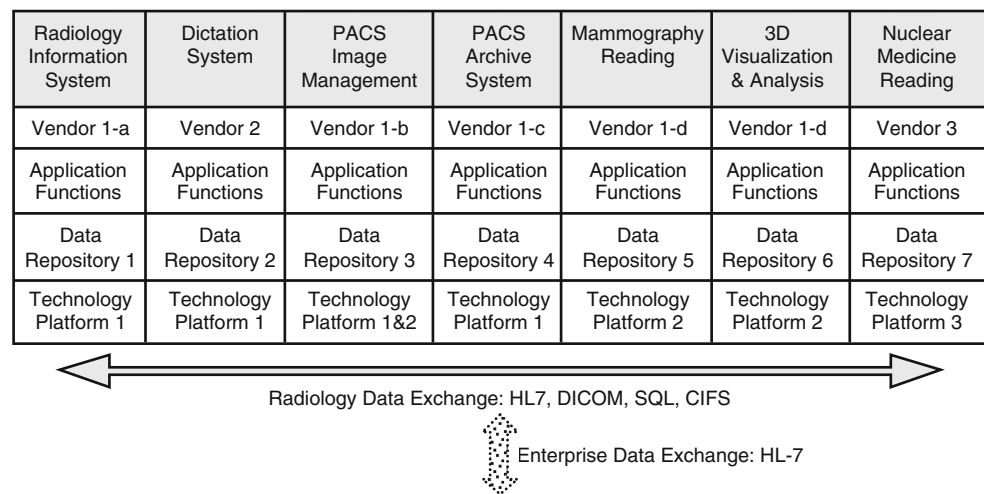 Radiology Information System
Dictation System
PACS Image Management
PACS Archive System
Mammography Reading
3D Visualization & Analysis
Nuclear Medicine Reading
Vendor 1-a
Vendor 2
Vendor 1-b
Vendor 1-c
Vendor 1-d
Vendor 1-d
Vendor 3
Application Functions
Application Functions
Application Functions
Application Functions
Application Functions
Application Functions
Application Functions
Data Repository 1
Data Repository 2
Data Repository 3
Data Repository 4
Data Repository 5
Data Repository 6
Data Repository 7
Technology Platform 1
Technology Platform 1
Technology Platform 1&2
Technology Platform 1
Technology Platform 2
Technology Platform 2
Technology Platform 3
Radiology Data Exchange: HL7, DICOM, SQL, CIFS
Enterprise Data Exchange: HL-7